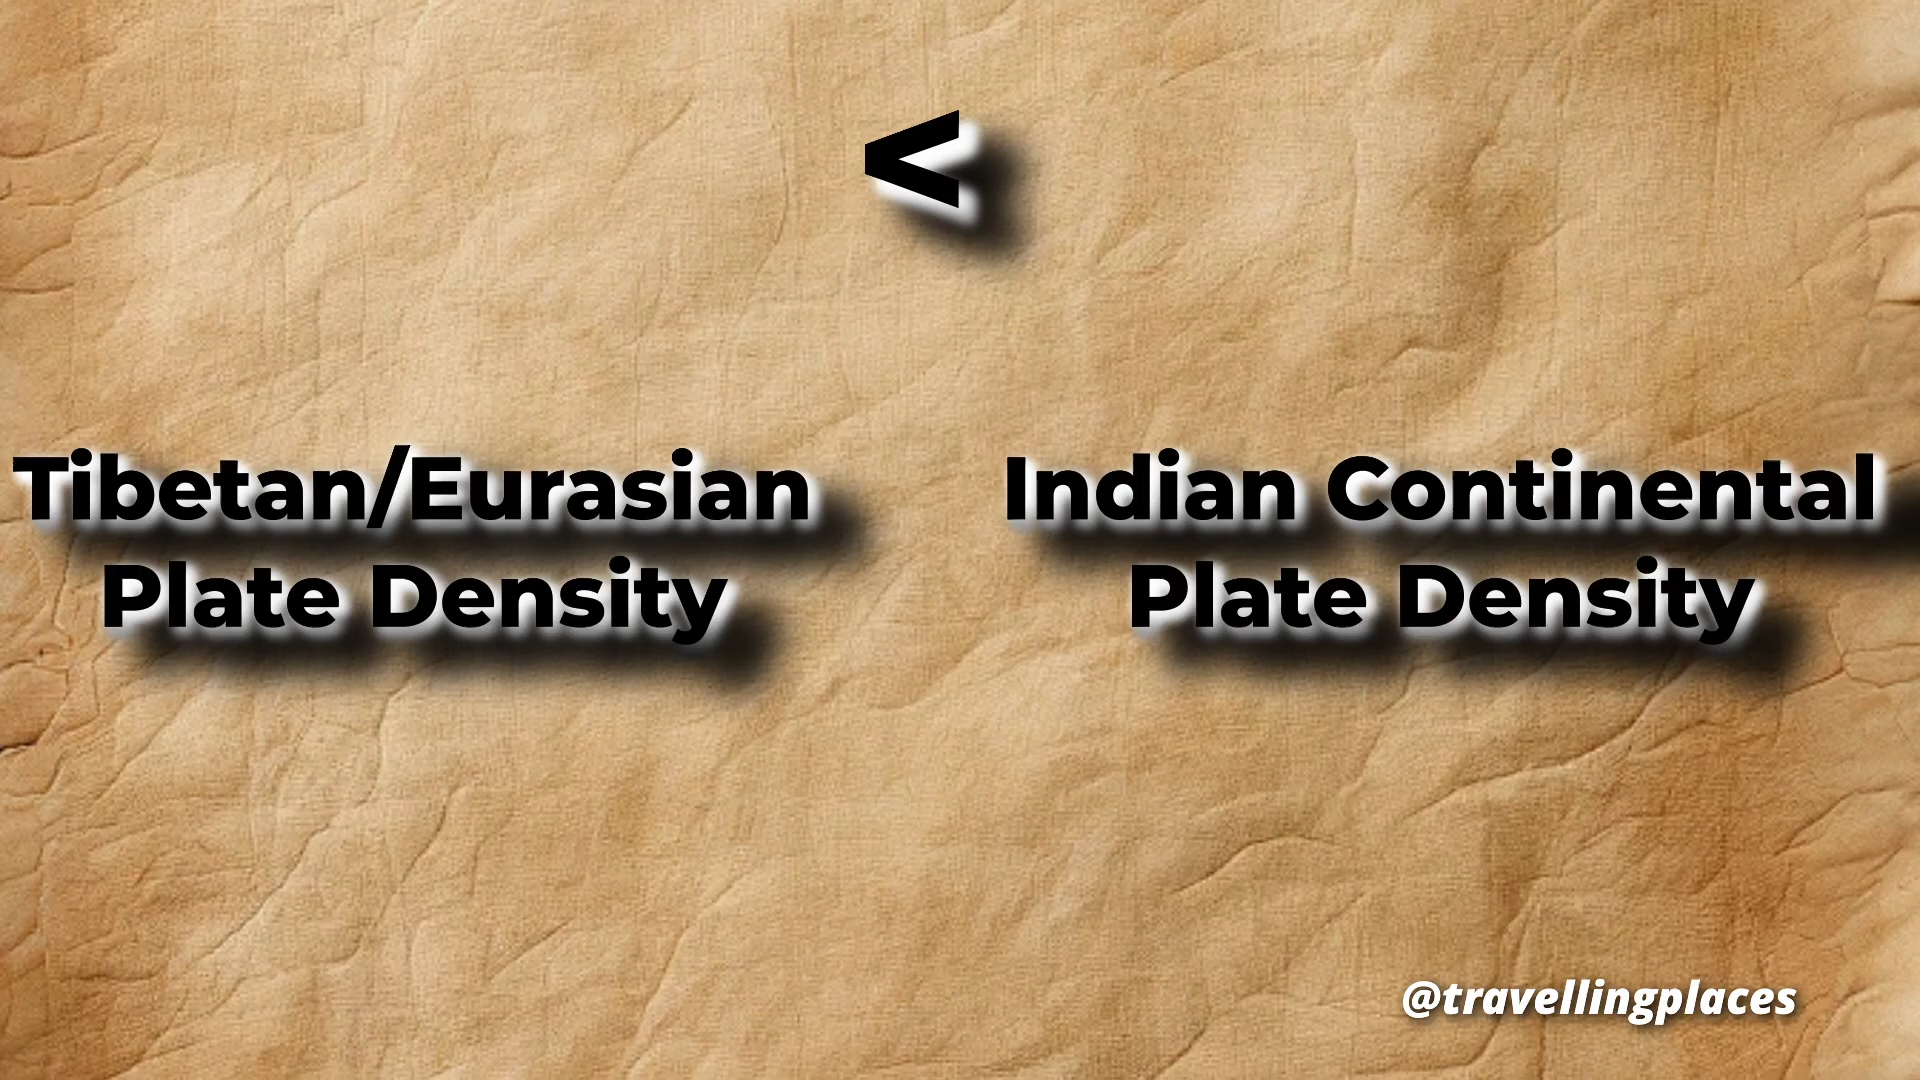 <
Tibetan/Eurasian
Plate Density
Indian Continental
Plate Density
@travellingplaces